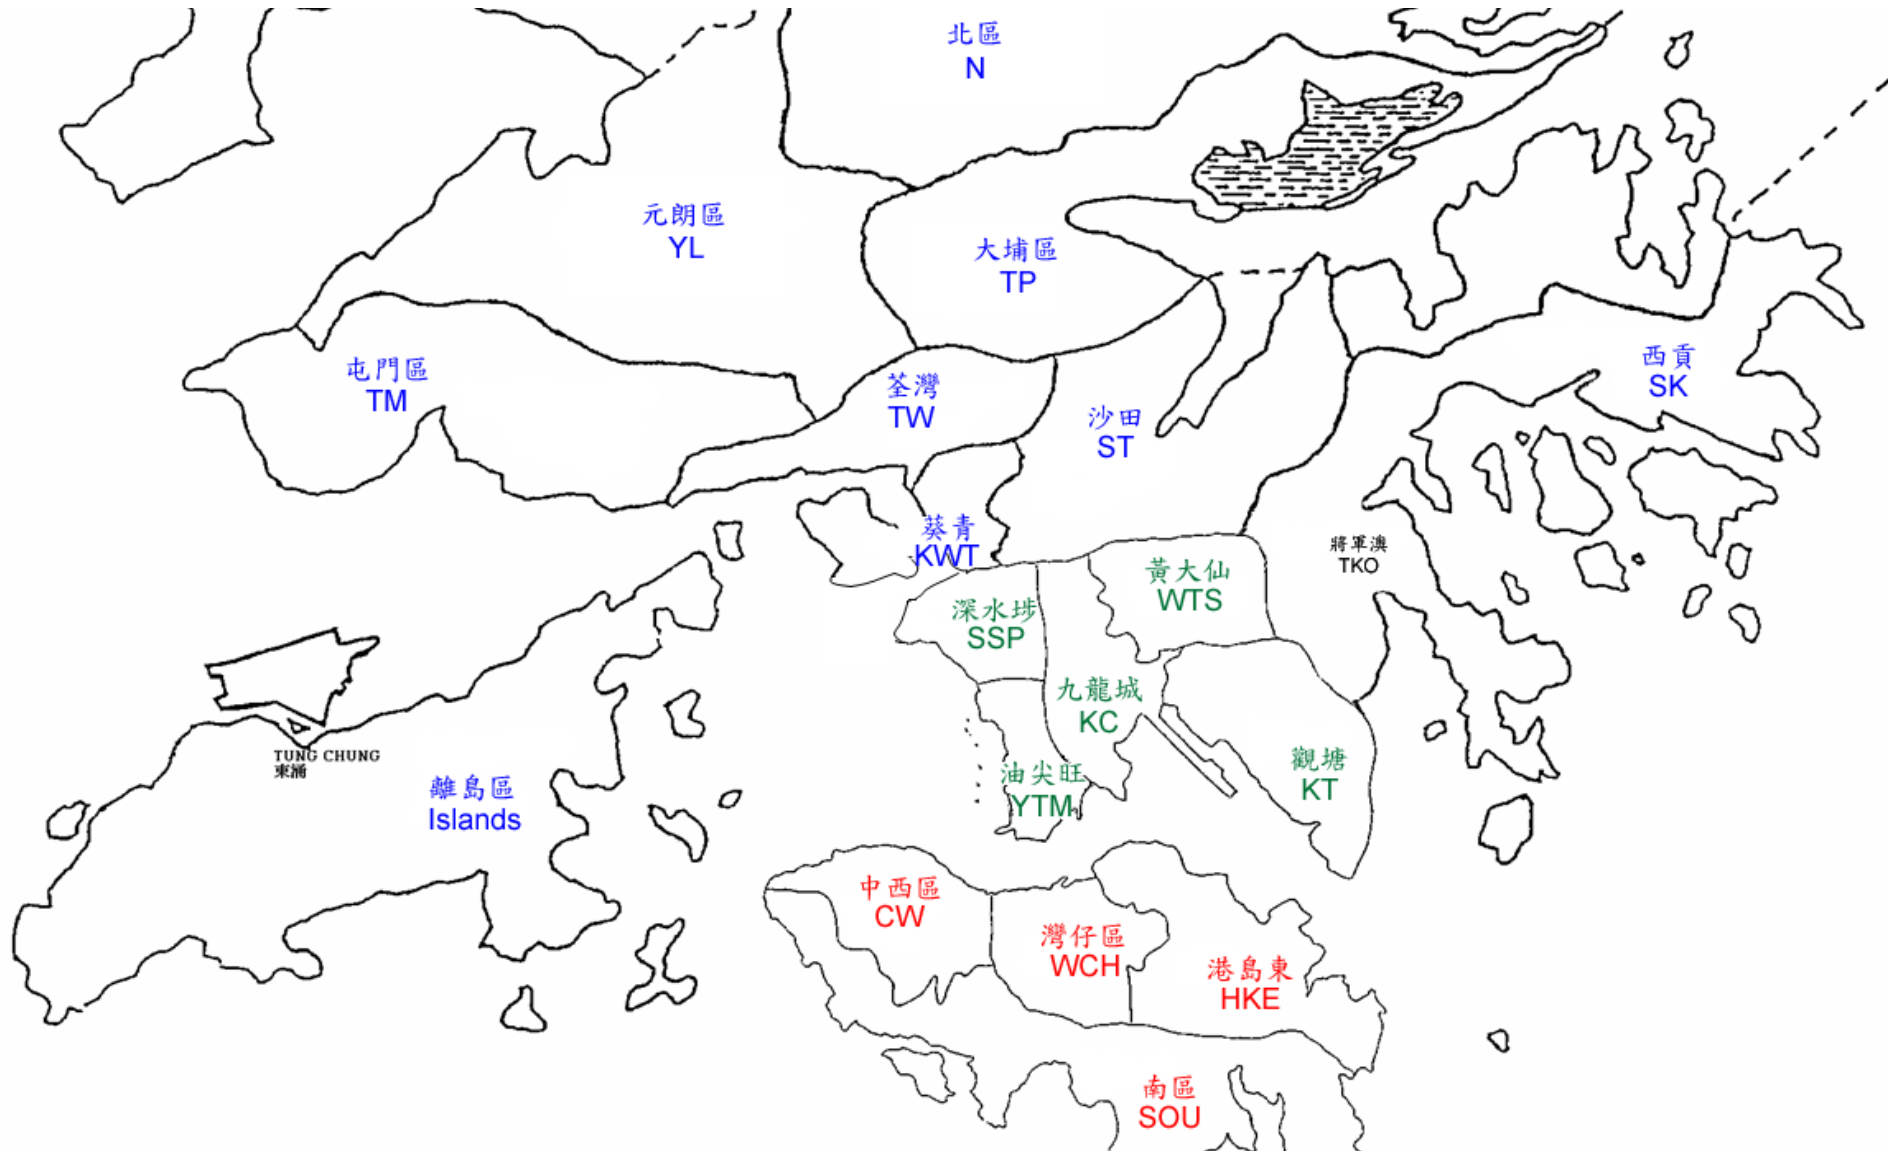 北區
N
元朗區
YL
大埔區
TP
屯門區
TM
荃灣
TW
西貢
SK
沙田
ST
葵青
KWT
將軍澳
TKO
黃大仙
WTS
深水埗
SSP
九龍城
KC
TUNG CHUNG
東涌
離島區
Islands
油尖旺
YTM
觀塘
KT
中西區
CW
灣仔區
WCH
港島東
HKE
南區
SOU